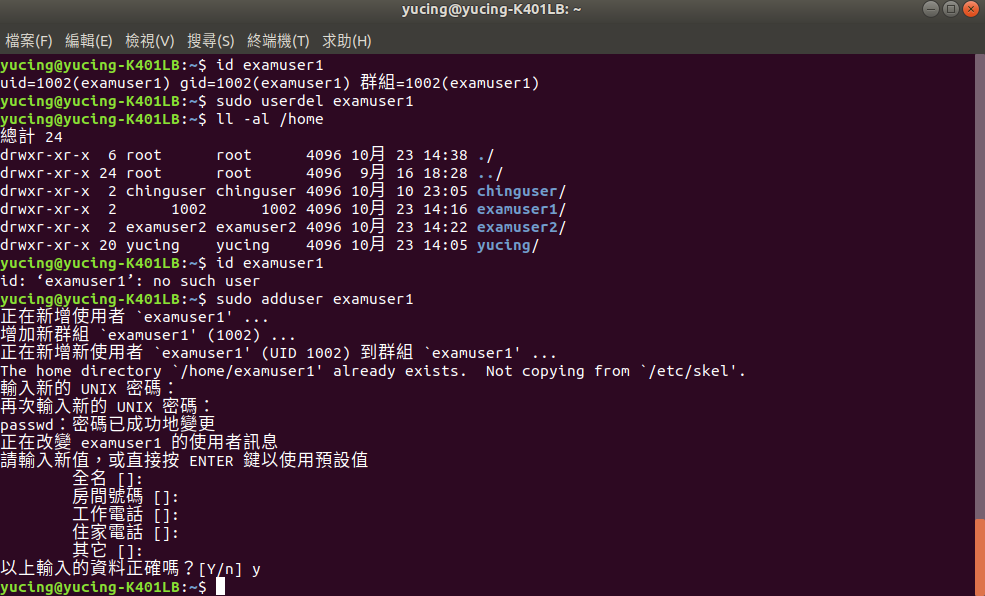 yucing@yucing-K401LB: ~
檔案(F) 編輯(E) 檢視(V) 搜尋(S) 終端機(T) 求助(H)
yucing@yucing-K401LB:~$ id examuser1
uid=1002(examuser1) gid=1002(examuser1) 群組=1002(examuser1)
yucing@yucing-K401LB:~$ sudo userdel examuser1
yucing@yucing-K401LB:~$ ll -al /home
總計 24
drwxr-xr-x  6 root      root      4096 10月 23 14:38 ./
drwxr-xr-x 24 root      root      4096  9月 16 18:28 ../
drwxr-xr-x  2 chinguser chinguser 4096 10月 10 23:05 chinguser/
drwxr-xr-x  2      1002      1002 4096 10月 23 14:16 examuser1/
drwxr-xr-x  2 examuser2 examuser2 4096 10月 23 14:22 examuser2/
drwxr-xr-x 20 yucing    yucing    4096 10月 23 14:05 yucing/
yucing@yucing-K401LB:~$ id examuser1
id: ‘examuser1’: no such user
yucing@yucing-K401LB:~$ sudo adduser examuser1
正在新增使用者 `examuser1' ...
增加新群組 `examuser1' (1002) ...
正在新增新使用者 `examuser1' (UID 1002) 到群組 `examuser1' ...
The home directory `/home/examuser1' already exists.  Not copying from `/etc/skel'.
輸入新的 UNIX 密碼：
再次輸入新的 UNIX 密碼：
passwd：密碼已成功地變更
正在改變 examuser1 的使用者訊息
請輸入新值，或直接按 ENTER 鍵以使用預設值
全名 []:
房間號碼 []:
工作電話 []:
住家電話 []:
其它 []:
以上輸入的資料正確嗎？[Y/n] y
yucing@yucing-K401LB:~$